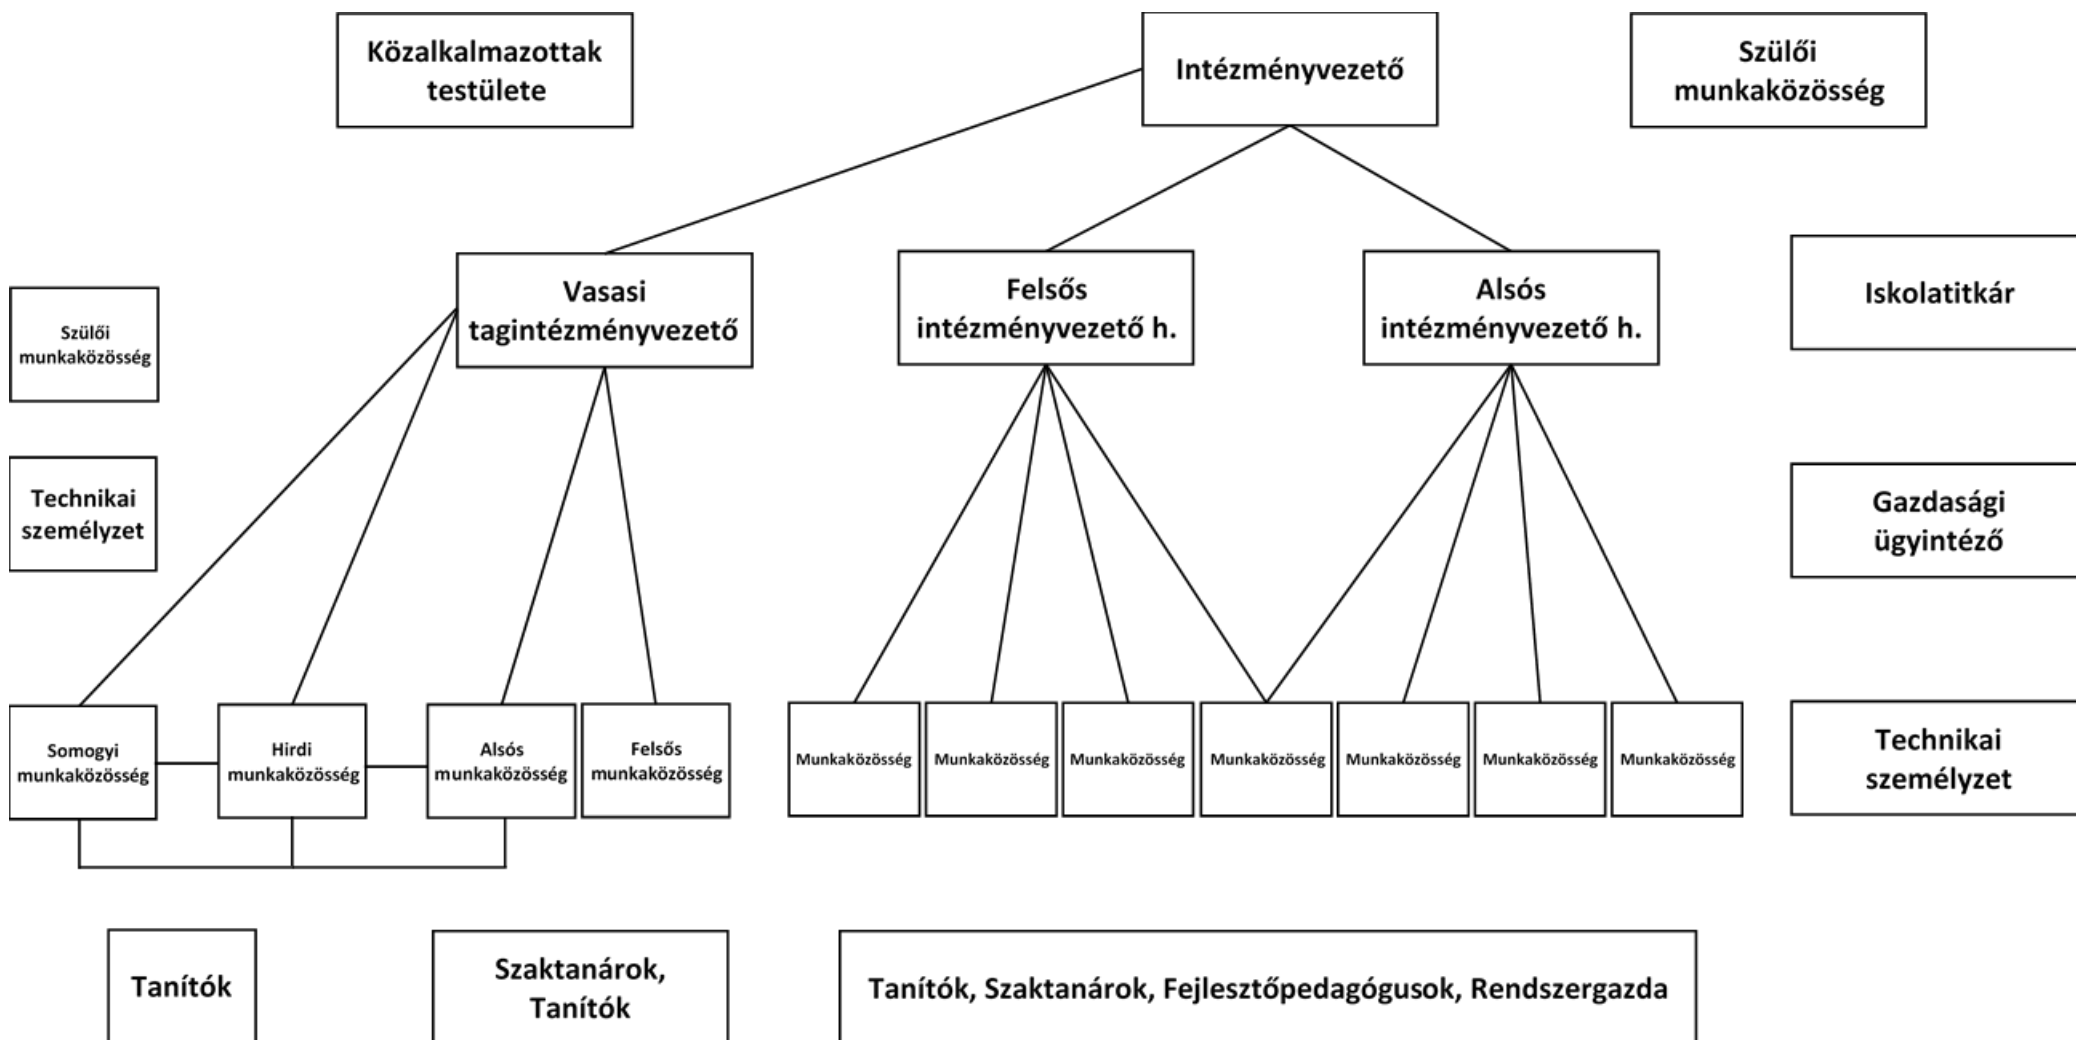 Közalkalmazottak
testülete
Intézményvezető
Szülői
munkaközösség
Vasasi
tagintézményvezető
Felsős
intézményvezető h.
Alsós
intézményvezető h.
Iskolatitkár
Szülői
munkaközösség
Technikai
személyzet
Gazdasági
ügyintéző
Somogyi
munkaközösség
Hirdi
munkaközösség
Alsós
munkaközösség
Felsős
munkaközösség
Munkaközösség
Munkaközösség
Munkaközösség
Munkaközösség
Munkaközösség
Munkaközösség
Munkaközösség
Technikai
személyzet
Tanítók
Szaktanárok,
Tanítók
Tanítók, Szaktanárok, Fejlesztőpedagógusok, Rendszergazda